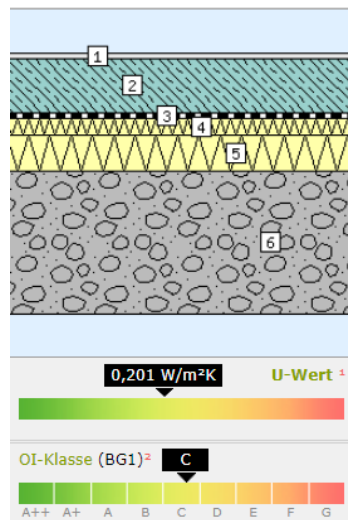 1
2
3
4
5
6
0,201 W/m²K U-Wert ¹
OI-Klasse (BG1)² C
A++ A+ A B C D E F G